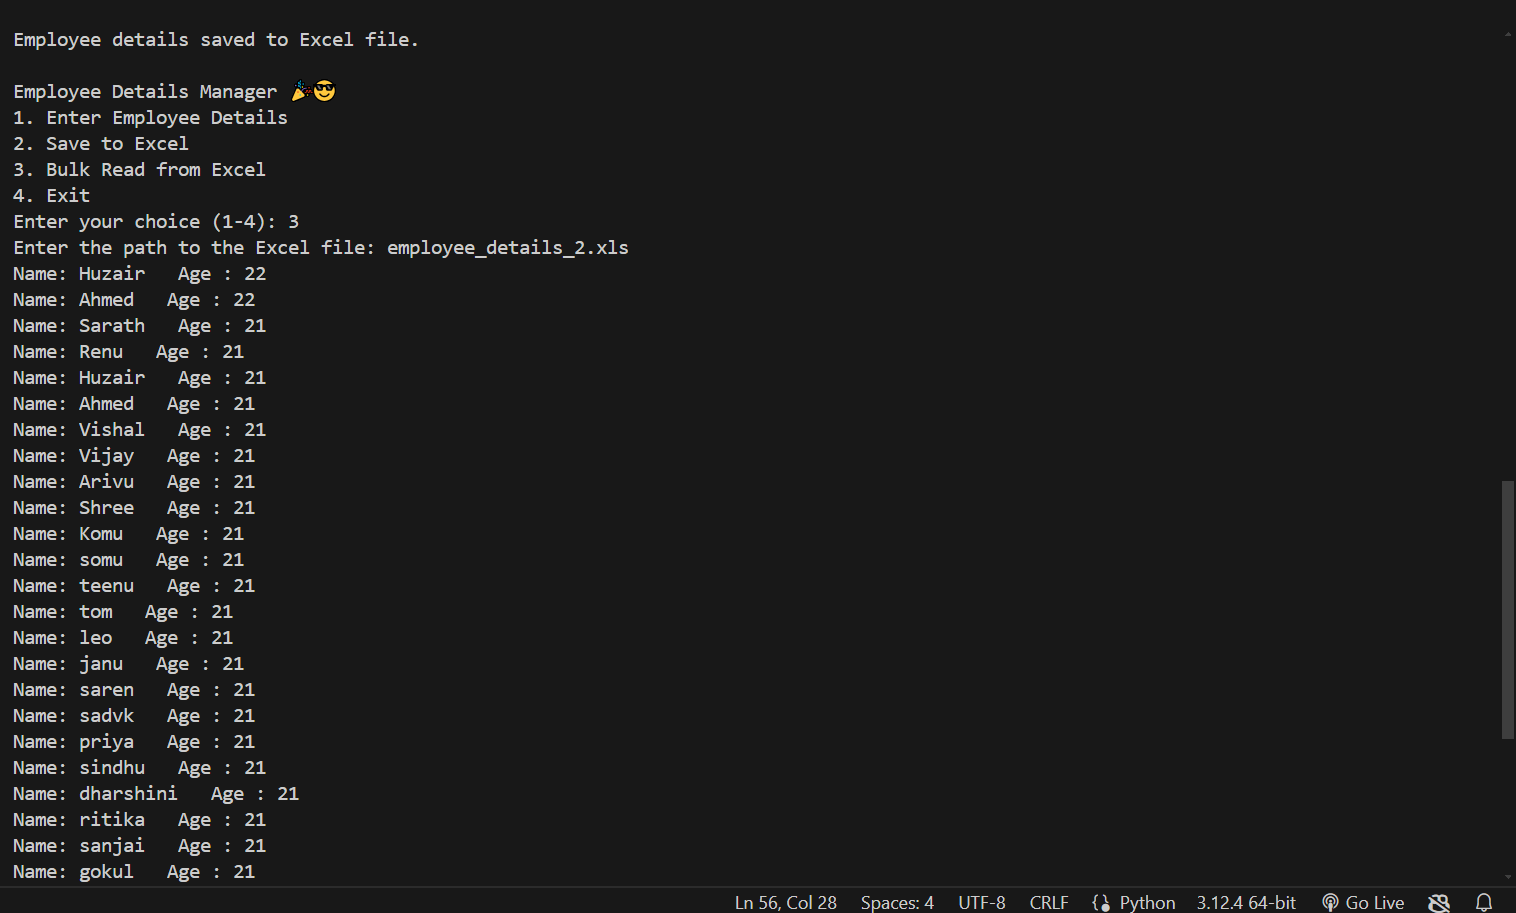 Employee details saved to Excel file.
Employee Details Manager 🎉😎
1. Enter Employee Details
2. Save to Excel
3. Bulk Read from Excel
4. Exit
Enter your choice (1-4): 3
Enter the path to the Excel file: employee_details_2.xls
Name: Huzair   Age : 22
Name: Ahmed   Age : 22
Name: Sarath   Age : 21
Name: Renu   Age : 21
Name: Huzair   Age : 21
Name: Ahmed   Age : 21
Name: Vishal   Age : 21
Name: Vijay   Age : 21
Name: Arivu   Age : 21
Name: Shree   Age : 21
Name: Komu   Age : 21
Name: somu   Age : 21
Name: teenu   Age : 21
Name: tom   Age : 21
Name: leo   Age : 21
Name: janu   Age : 21
Name: saren   Age : 21
Name: sadvk   Age : 21
Name: priya   Age : 21
Name: sindhu   Age : 21
Name: dharshini   Age : 21
Name: ritika   Age : 21
Name: sanjai   Age : 21
Name: gokul   Age : 21
Ln 56, Col 28 Spaces: 4 UTF-8 CRLF {} Python 3.12.4 64-bit Go Live